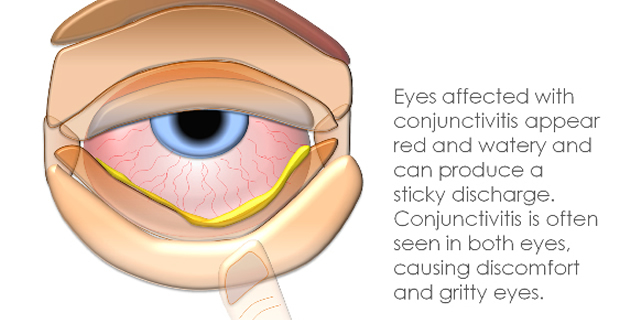 Eyes affected with
conjunctivitis appear
red and watery and
can produce a
sticky discharge.
Conjunctivitis is often
seen in both eyes,
causing discomfort
and gritty eyes.